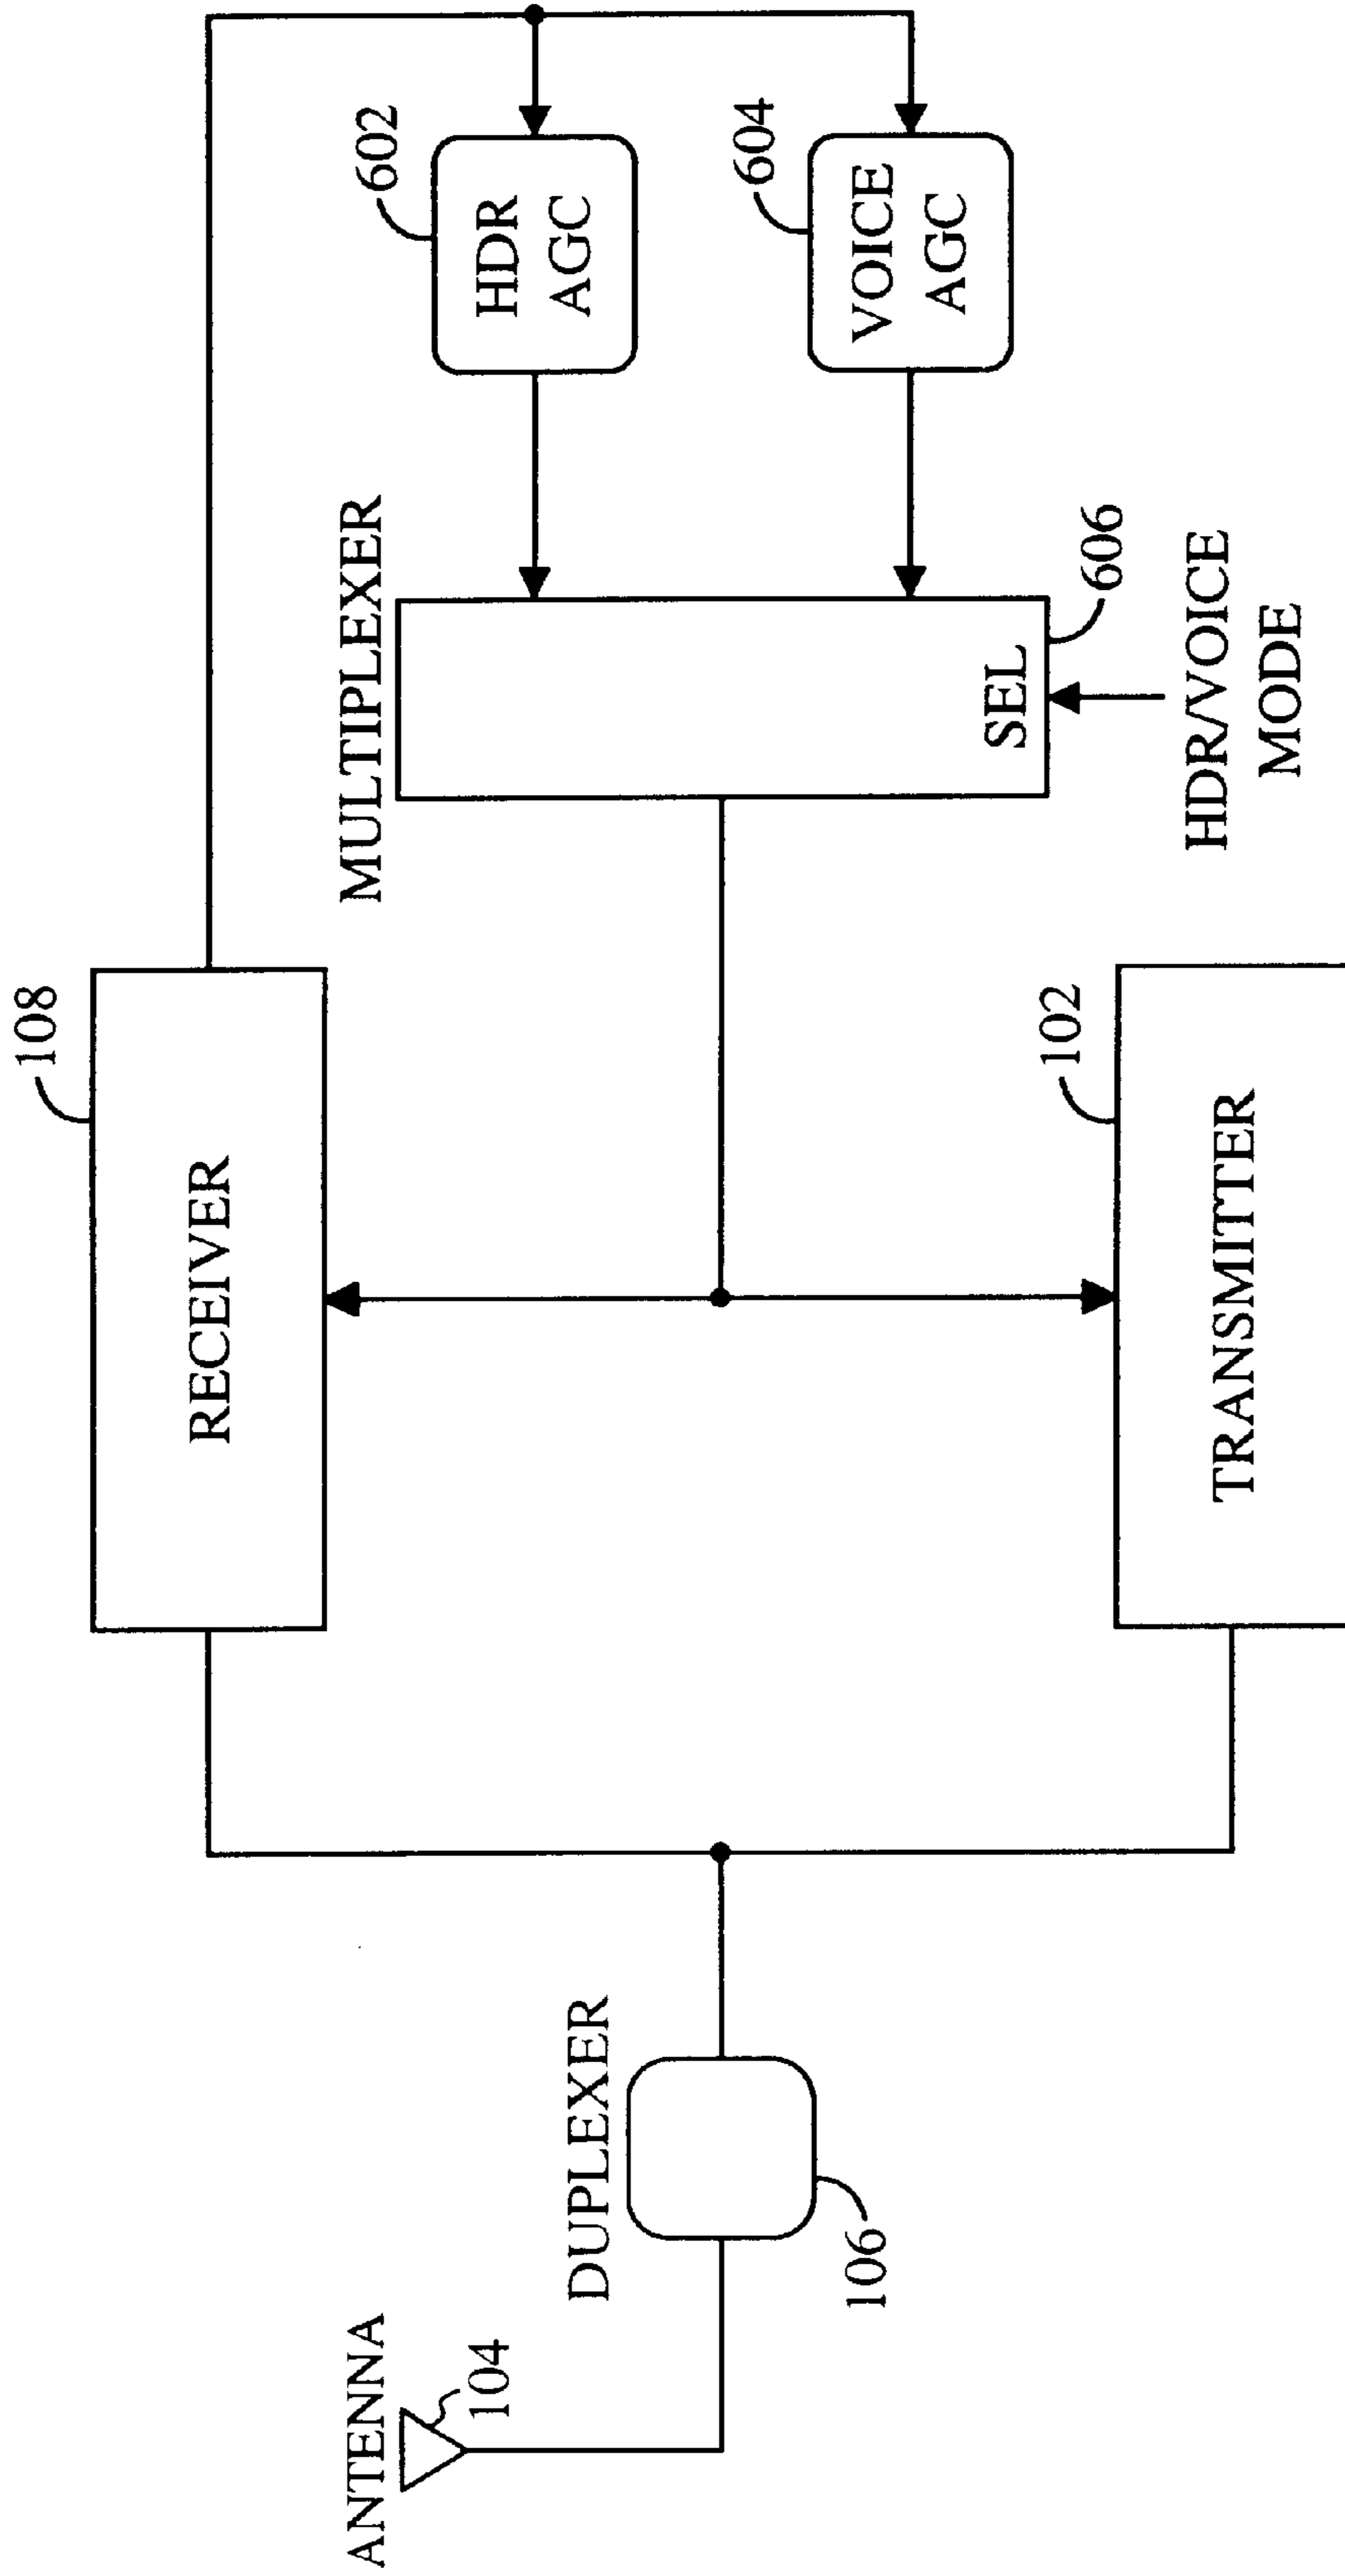 ANTENNA
104
DUPLEXER
106
108
RECEIVER
102
TRANSMITTER
MULTIPLEXER
SEL
606
HDR/VOICE
MODE
602
HDR
AGC
604
VOICE
AGC